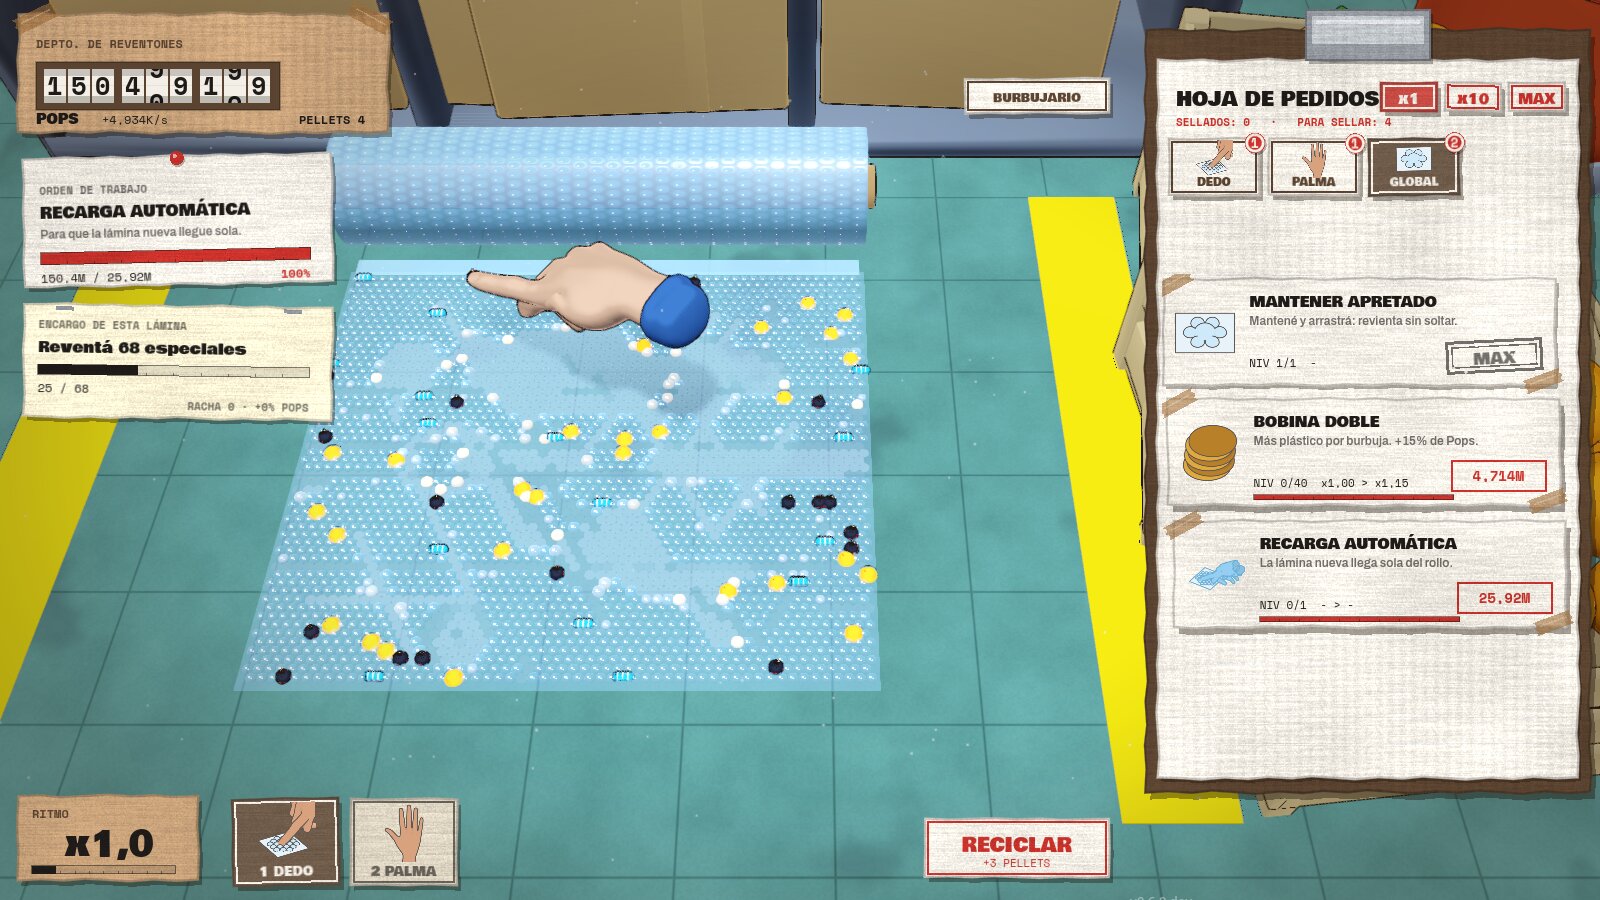 DEPTO. DE REVENTONES
POPS +4,934K/s PELLETS 4
ORDEN DE TRABAJO
RECARGA AUTOMÁTICA
Para que la lámina nueva llegue sola.
150.4M / 25.92M 100%
ENCARGO DE ESTA LÁMINA
Reventá 68 especiales
25 / 68
RACHA 0 - +0% POPS
BURBUJARIO
HOJA DE PEDIDOS x1 x10 MAX
SELLADOS: 0 · PARA SELLAR: 4
DEDO 1
PALMA 1
GLOBAL 2
MANTENER APRETADO
Mantené y arrastrá: revienta sin soltar.
NIV 1/1 -
MAX
BOBINA DOBLE
Más plástico por burbuja. +15% de Pops.
NIV 0/40 x1,00 > x1,15
4,714M
RECARGA AUTOMÁTICA
La lámina nueva llega sola del rollo.
NIV 0/1 - > -
25,92M
RITMO
x1,0
1 DEDO
2 PALMA
RECICLAR
+3 PELLETS